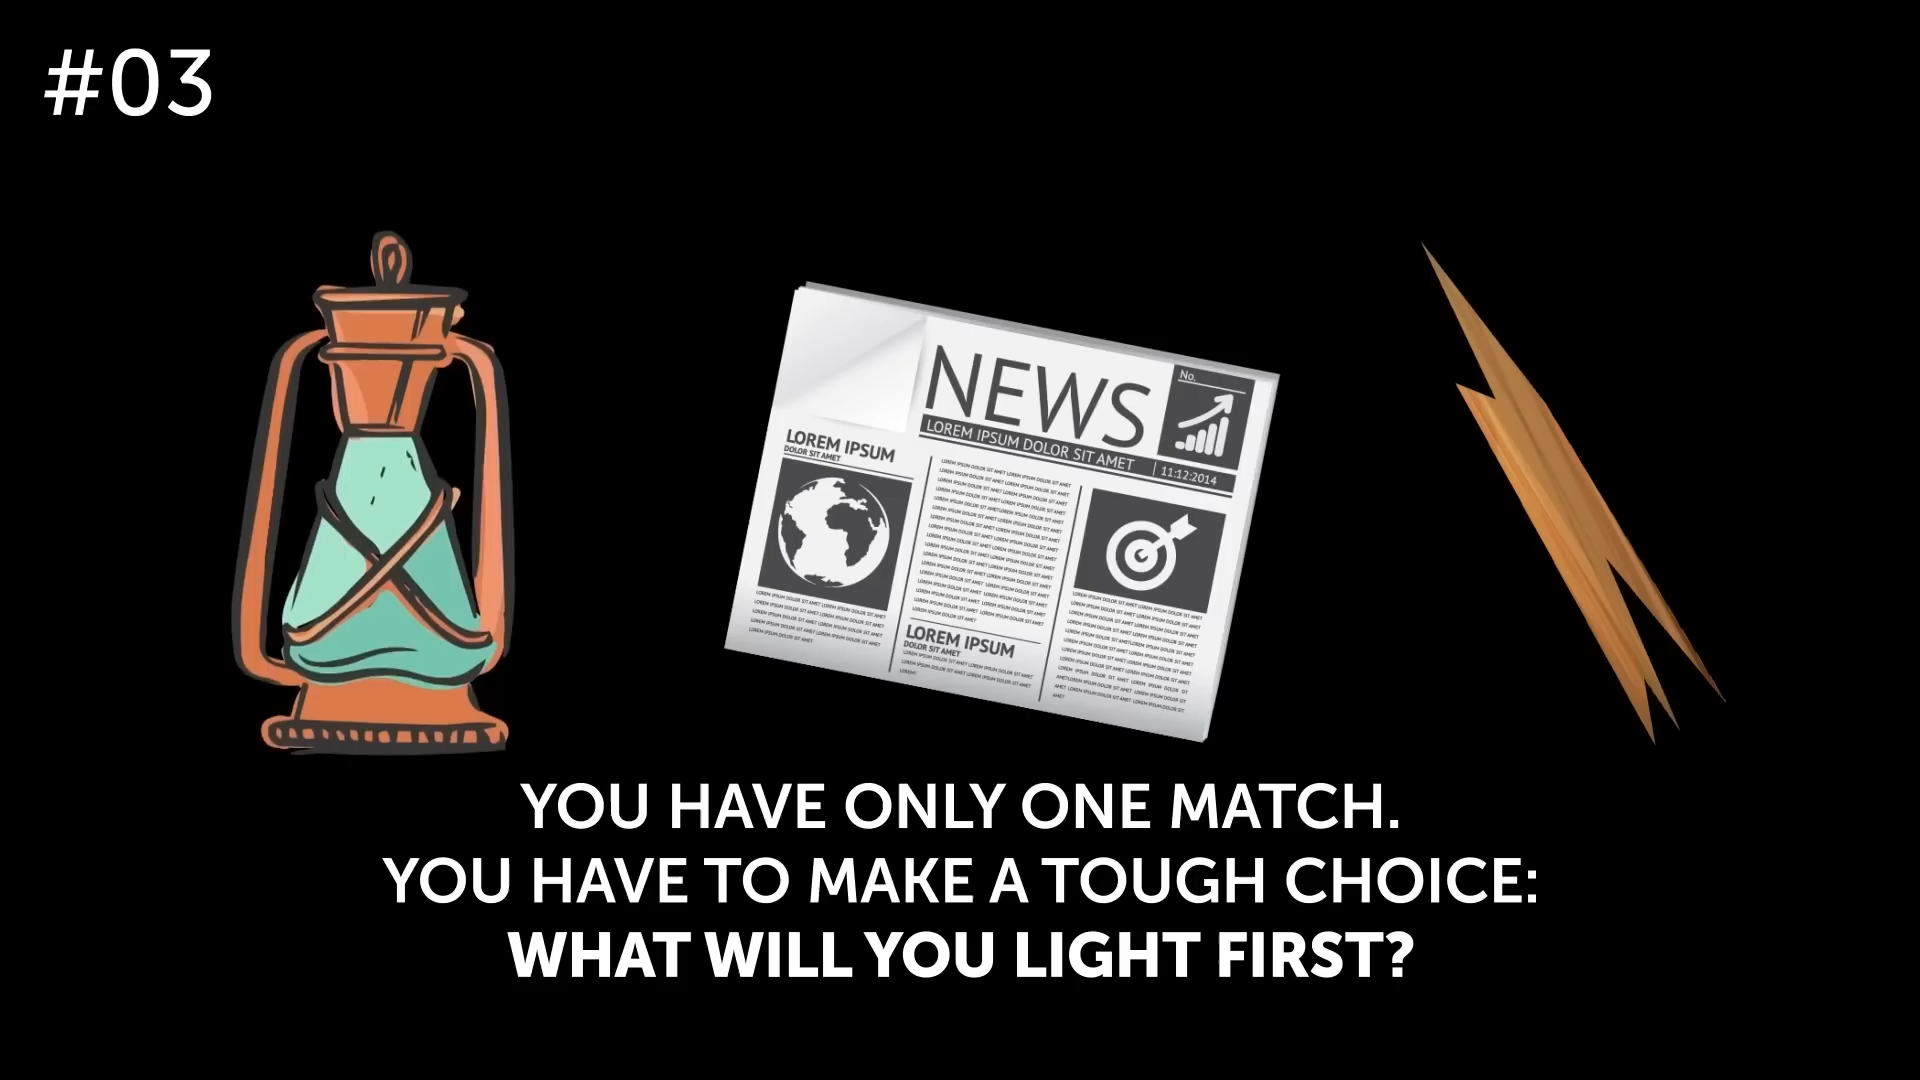 #03
NEWS
No.
LOREM IPSUM DOLOR SIT AMET
11:12:2014
LOREM IPSUM
DOLOR SIT AMET
LOREM IPSUM
DOLOR SIT AMET
YOU HAVE ONLY ONE MATCH.
YOU HAVE TO MAKE A TOUGH CHOICE:
WHAT WILL YOU LIGHT FIRST?